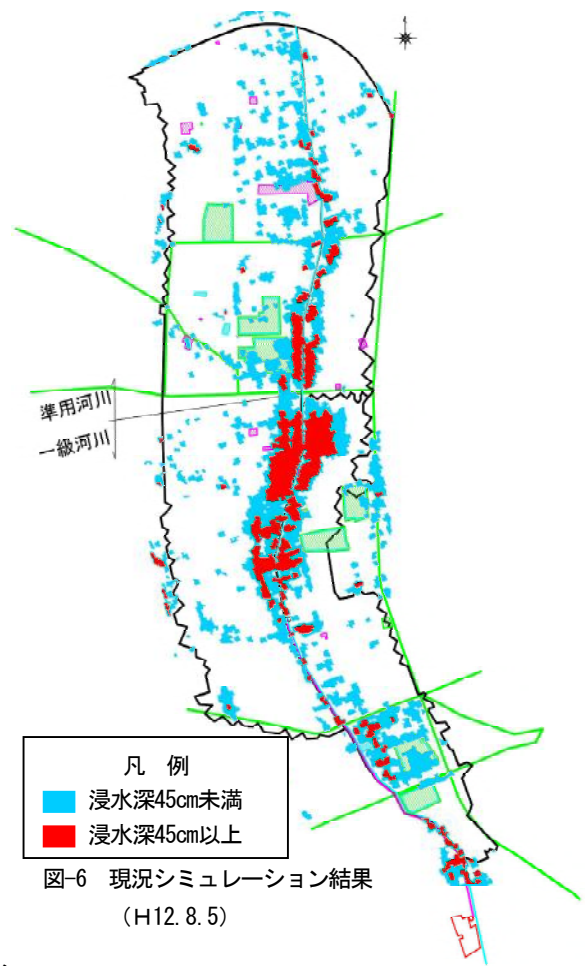 準用河川
一級河川
凡 例
浸水深45cm未満
浸水深45cm以上
図-6 現況シミュレーション結果
（H12.8.5）